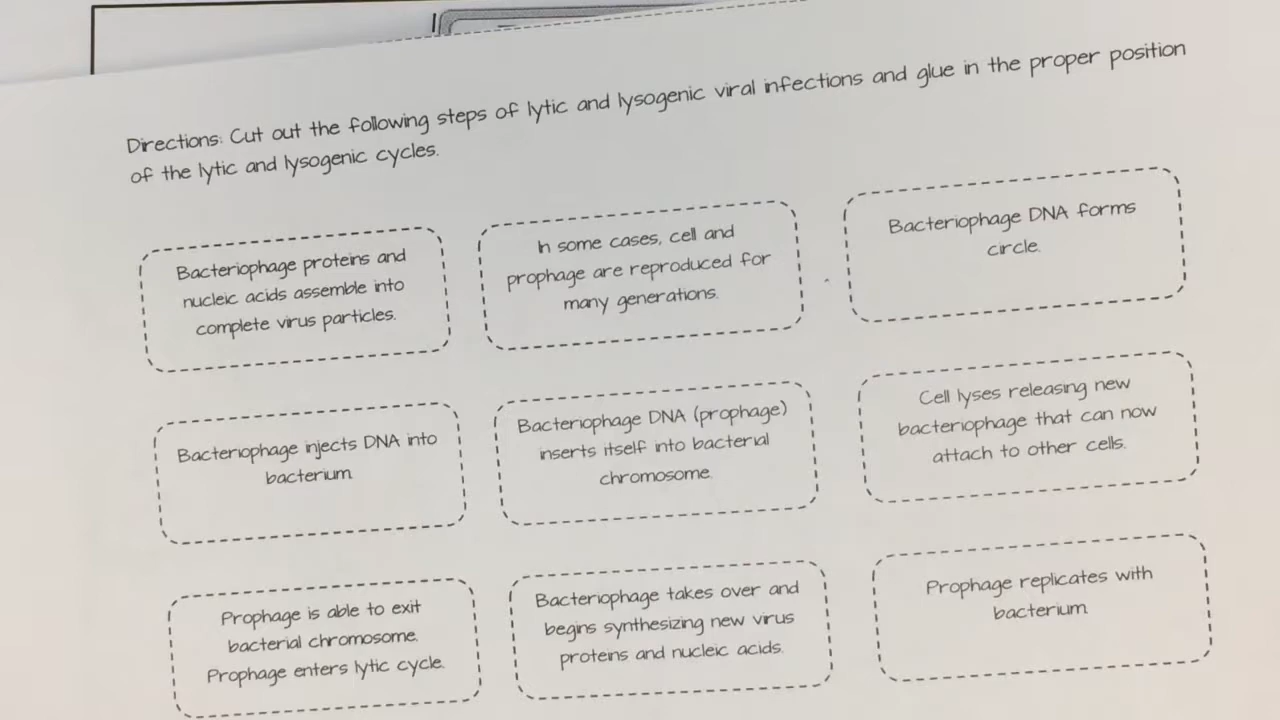 Directions: Cut out the following steps of lytic and lysogenic viral infections and glue in the proper position
of the lytic and lysogenic cycles.
Bacteriophage proteins and
nucleic acids assemble into
complete virus particles.
In some cases, cell and
prophage are reproduced for
many generations.
Bacteriophage DNA forms
circle.
Bacteriophage injects DNA into
bacterium.
Bacteriophage DNA (prophage)
inserts itself into bacterial
chromosome.
Cell lyses releasing new
bacteriophage that can now
attach to other cells.
Prophage is able to exit
bacterial chromosome.
Prophage enters lytic cycle.
Bacteriophage takes over and
begins synthesizing new virus
proteins and nucleic acids.
Prophage replicates with
bacterium.